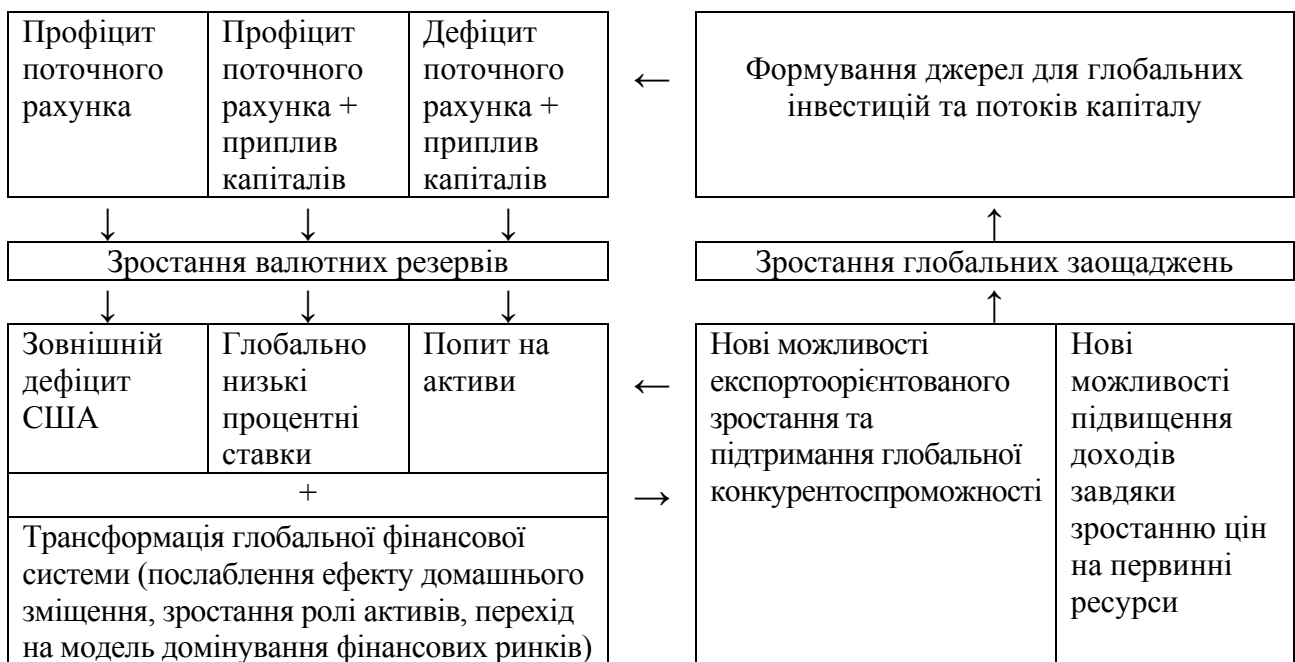 Профіцит
поточного
рахунка
Профіцит
поточного
рахунка +
приплив
капіталів
Дефіцит
поточного
рахунка +
приплив
капіталів
←
Формування джерел для глобальних
інвестицій та потоків капіталу
↓ ↓ ↓ ↑
Зростання валютних резервів
Зростання глобальних заощаджень
↓ ↓ ↓ ↑
Зовнішній
дефіцит
США
Глобально
низькі
процентні
ставки
Попит на
активи
←
Нові можливості
експортоорієнтованого
зростання та
підтримання глобальної
конкурентоспроможності
Нові
можливості
підвищення
доходів
завдяки
зростанню цін
на первинні
ресурси
+
→
Трансформація глобальної фінансової
системи (послаблення ефекту домашнього
зміщення, зростання ролі активів, перехід
на модель домінування фінансових ринків)